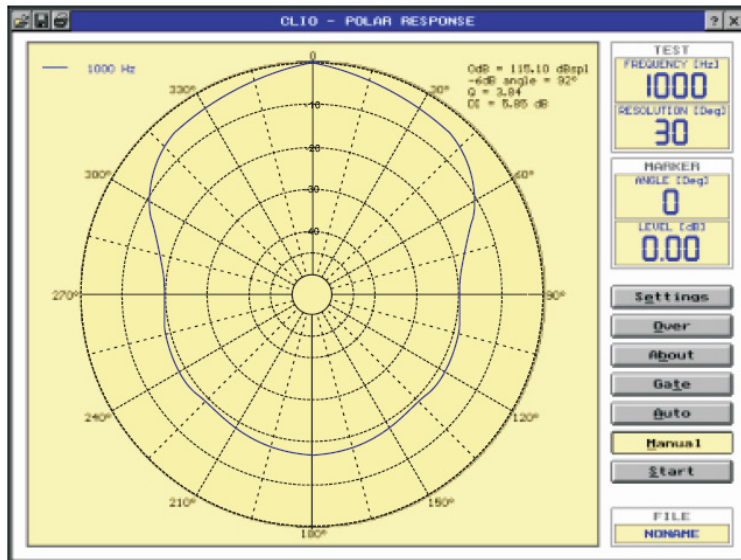 CLIO - POLAR RESPONSE
? X
1000 Hz
0dB = 115.10 dBspl
-6dB angle = 92°
Q = 3.84
DI = 5.85 dB
0
330°
30°
-10
-20
300°
60°
-30
-40
270°
90°
240°
120°
210°
150°
180°
TEST
FREQUENCY [Hz]
1000
RESOLUTION [Deg]
30
MARKER
ANGLE [Deg]
0
LEVEL [dB]
0.00
Settings
Over
About
Gate
Auto
Manual
Start
FILE
NONAME